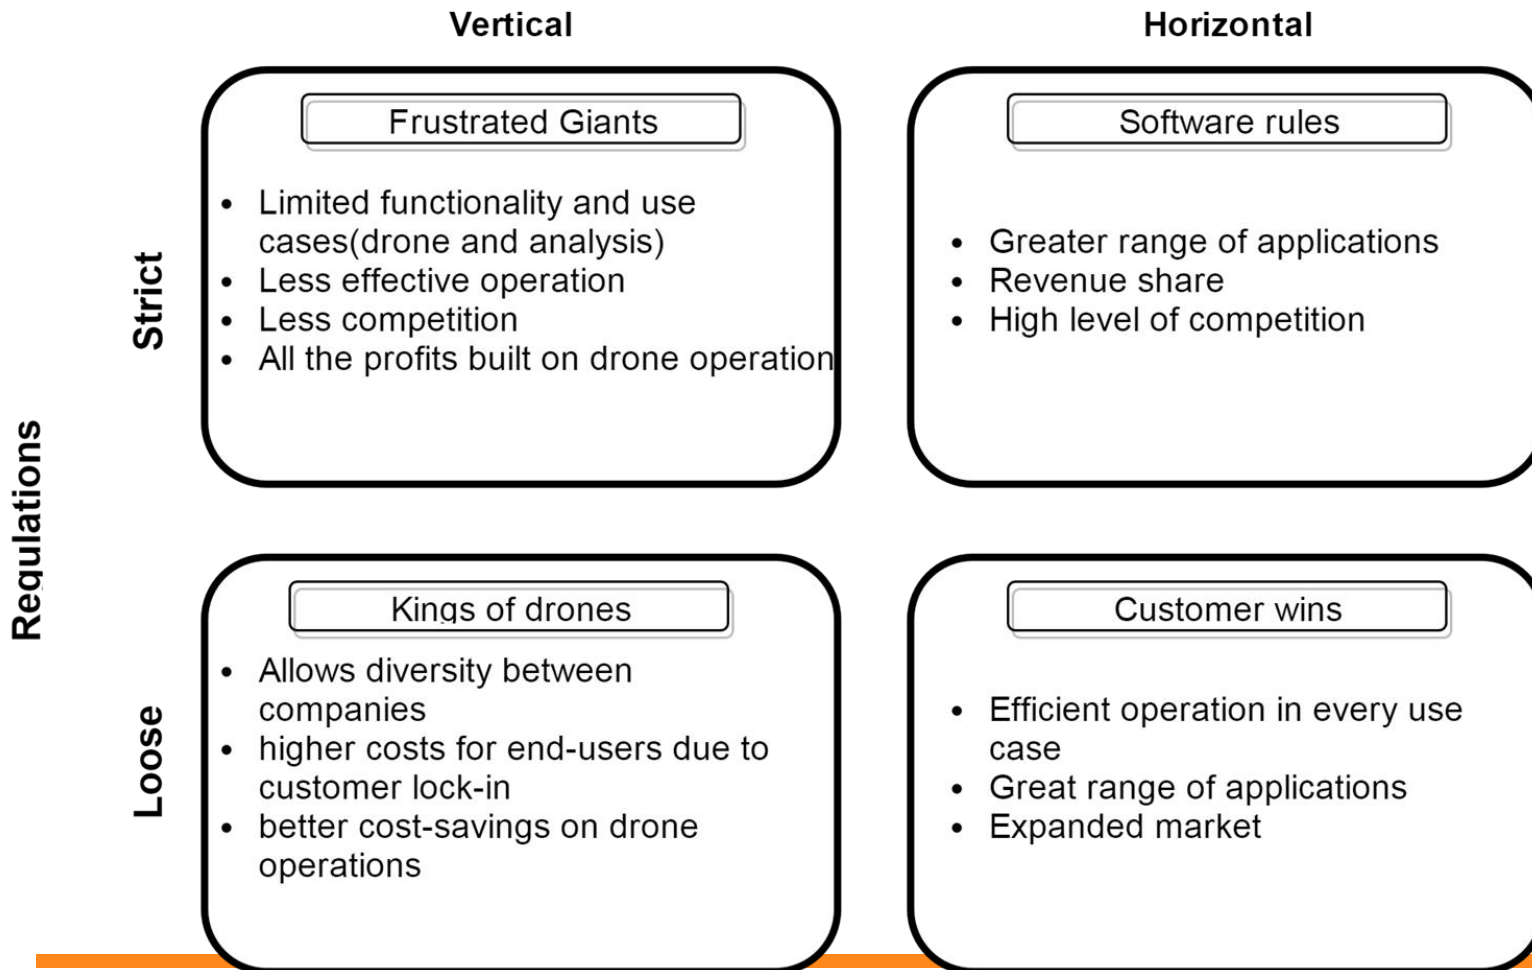 Vertical
Horizontal
Regulations
Strict
Frustrated Giants
• Limited functionality and use
cases(drone and analysis)
• Less effective operation
• Less competition
• All the profits built on drone operation
Software rules
• Greater range of applications
• Revenue share
• High level of competition
Loose
Kings of drones
• Allows diversity between
companies
• higher costs for end-users due to
customer lock-in
• better cost-savings on drone
operations
Customer wins
• Efficient operation in every use
case
• Great range of applications
• Expanded market